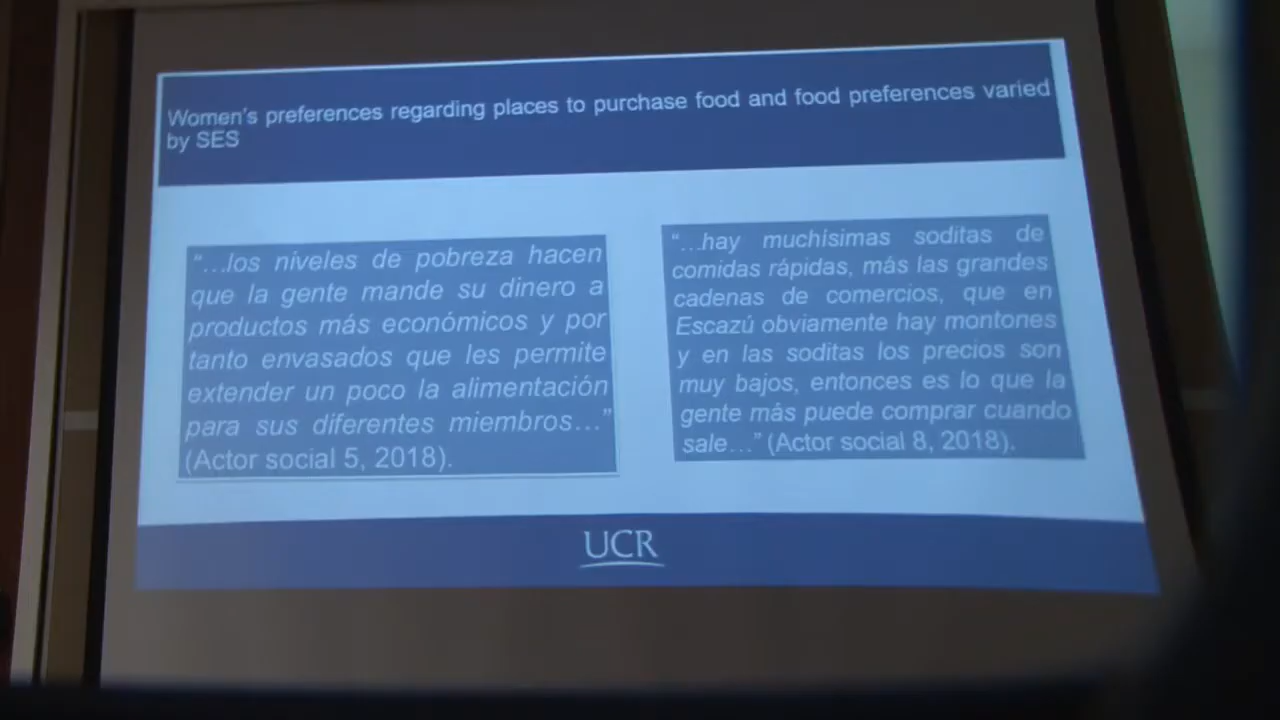 Women's preferences regarding places to purchase food and food preferences varied
by SES
“…los niveles de pobreza hacen
que la gente mande su dinero a
productos más económicos y por
tanto envasados que les permite
extender un poco la alimentación
para sus diferentes miembros…”
(Actor social 5, 2018).
“…hay muchísimas soditas de
comidas rápidas, más las grandes
cadenas de comercios, que en
Escazú obviamente hay montones
y en las soditas los precios son
muy bajos, entonces es lo que la
gente más puede comprar cuando
sale…” (Actor social 8, 2018).
UCR